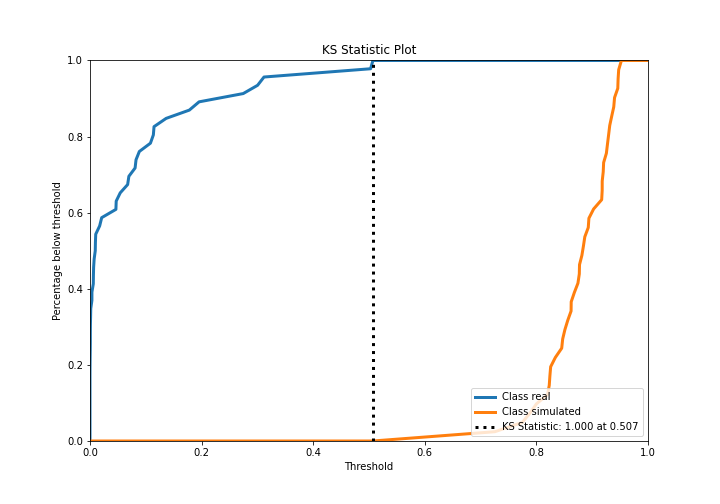 KS Statistic Plot
Percentage below threshold
1.0
0.8
0.6
0.4
0.2
0.0
0.0 0.2 0.4 0.6 0.8 1.0
Threshold
Class real
Class simulated
KS Statistic: 1.000 at 0.507